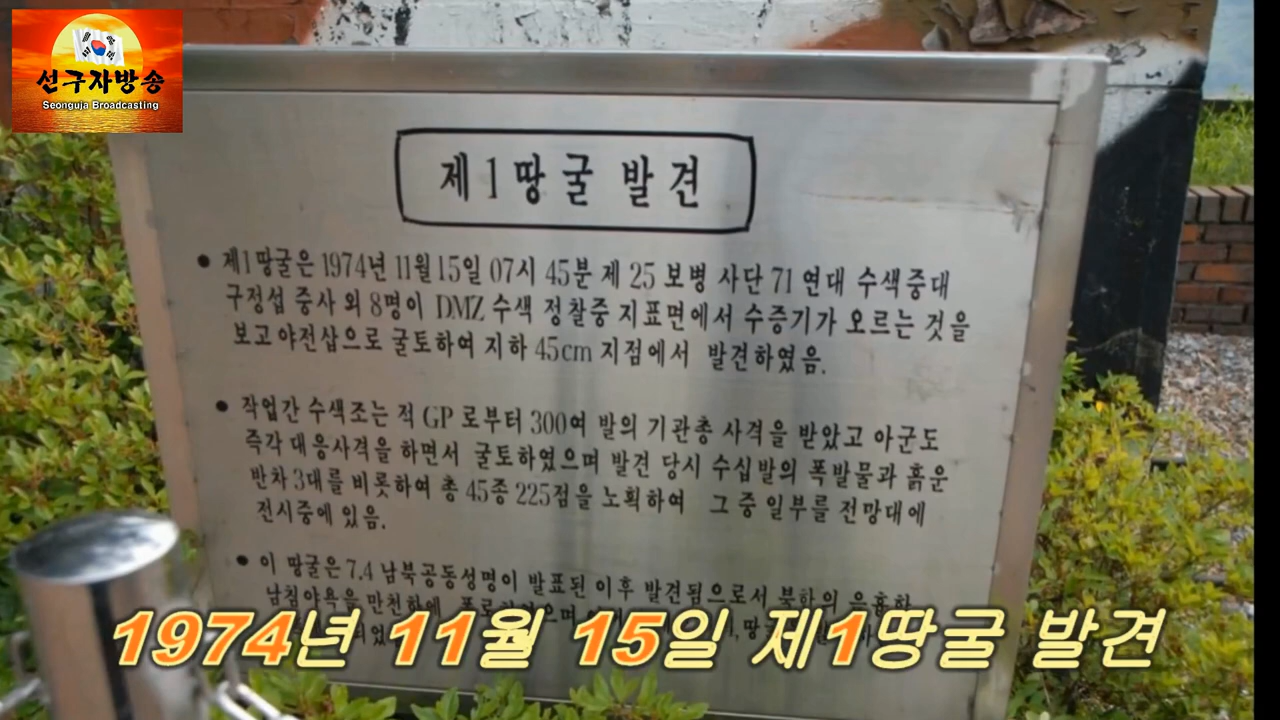 선구자방송
Seonguja Broadcasting
제1땅굴 발견
● 제1땅굴은 1974년 11월 15일 07시 45분 제 25 보병 사단 71 연대 수색중대
구정섭 중사 외 8명이 DMZ 수색 정찰중 지표면에서 수증기가 오르는 것을
보고 야전삽으로 굴토하여 지하 45cm 지점에서 발견하였음.
● 작업간 수색조는 적 GP 로부터 300여 발의 기관총 사격을 받았고 아군도
즉각 대응사격을 하면서 굴토하였으며 발견 당시 수십발의 폭발물과 흙운
반차 3대를 비롯하여 총 45종 225점을 노획하여 그 중 일부를 전망대에
전시중에 있음.
● 이 땅굴은 7.4 남북공동성명이 발표된 이후 발견됨으로서 북한의
남침야욕을 만천하에
1974년 11월 15일 제1땅굴 발견